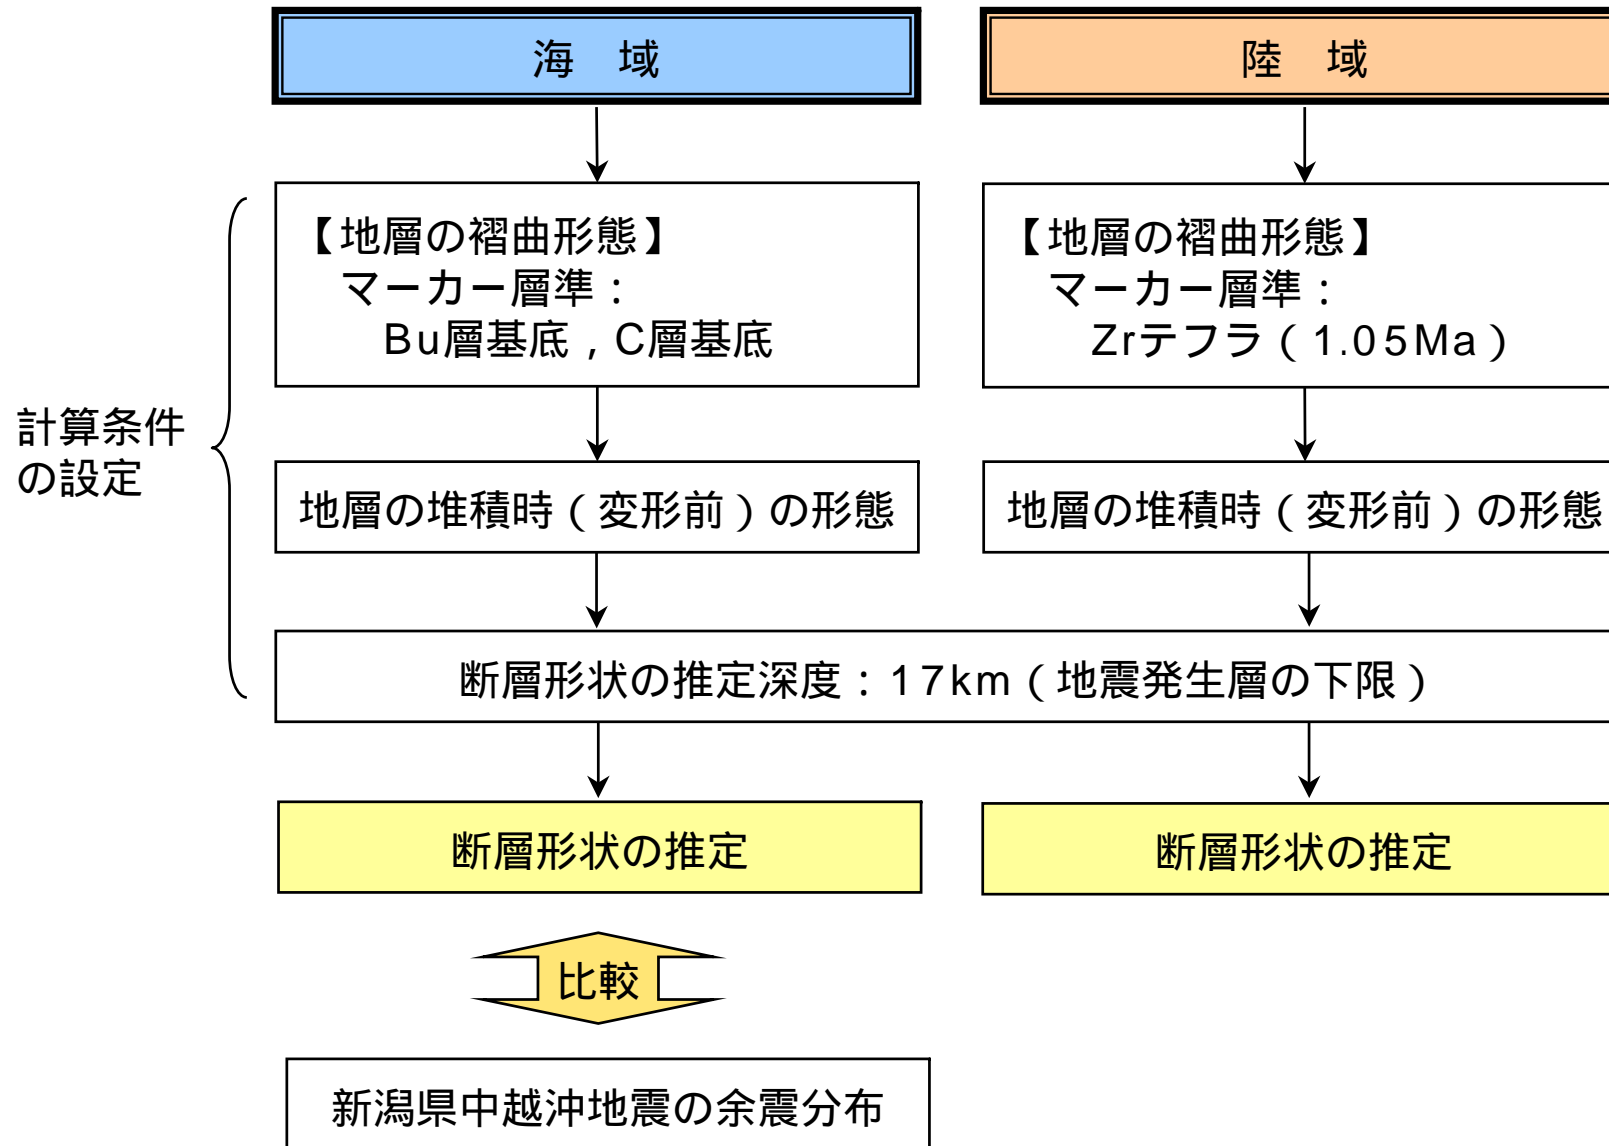 海　域
陸　域
【地層の褶曲形態】
マーカー層準：
Bu層基底，C層基底
【地層の褶曲形態】
マーカー層準：
Zrテフラ（1.05Ma）
計算条件
の設定
地層の堆積時（変形前）の形態
地層の堆積時（変形前）の形態
断層形状の推定深度：17km（地震発生層の下限）
断層形状の推定
断層形状の推定
比較
新潟県中越沖地震の余震分布